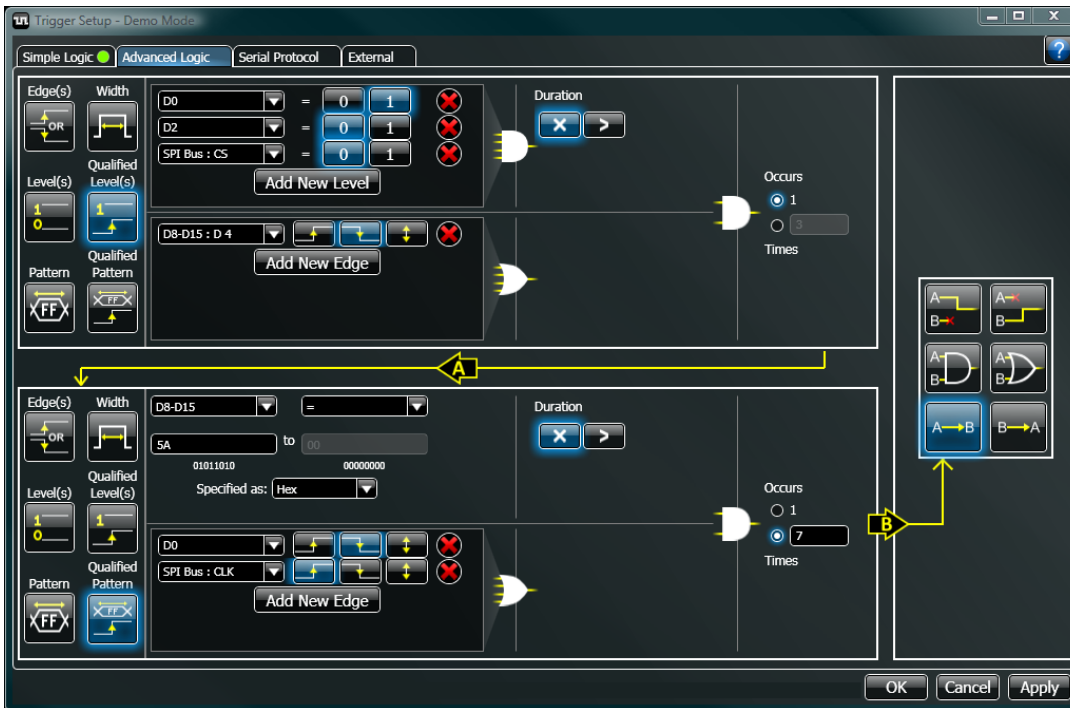 Trigger Setup - Demo Mode
Simple Logic Advanced Logic Serial Protocol External
?
Edge(s) Width
OR
Level(s) Qualified Level(s)
1 0 1
Pattern Qualified Pattern
FF FF
D0 = 0 1
D2 = 0 1
SPI Bus : CS = 0 1
Add New Level
D8-D15 : D 4
Add New Edge
Duration
× >
Occurs
1
3
Times
A
Edge(s) Width
OR
Level(s) Qualified Level(s)
1 0 1
Pattern Qualified Pattern
FF FF
D8-D15 =
5A to 00
01011010 00000000
Specified as: Hex
D0
SPI Bus : CLK
Add New Edge
Duration
× >
Occurs
1
7
Times
B
A B A B
A B A B
A B B A
OK Cancel Apply